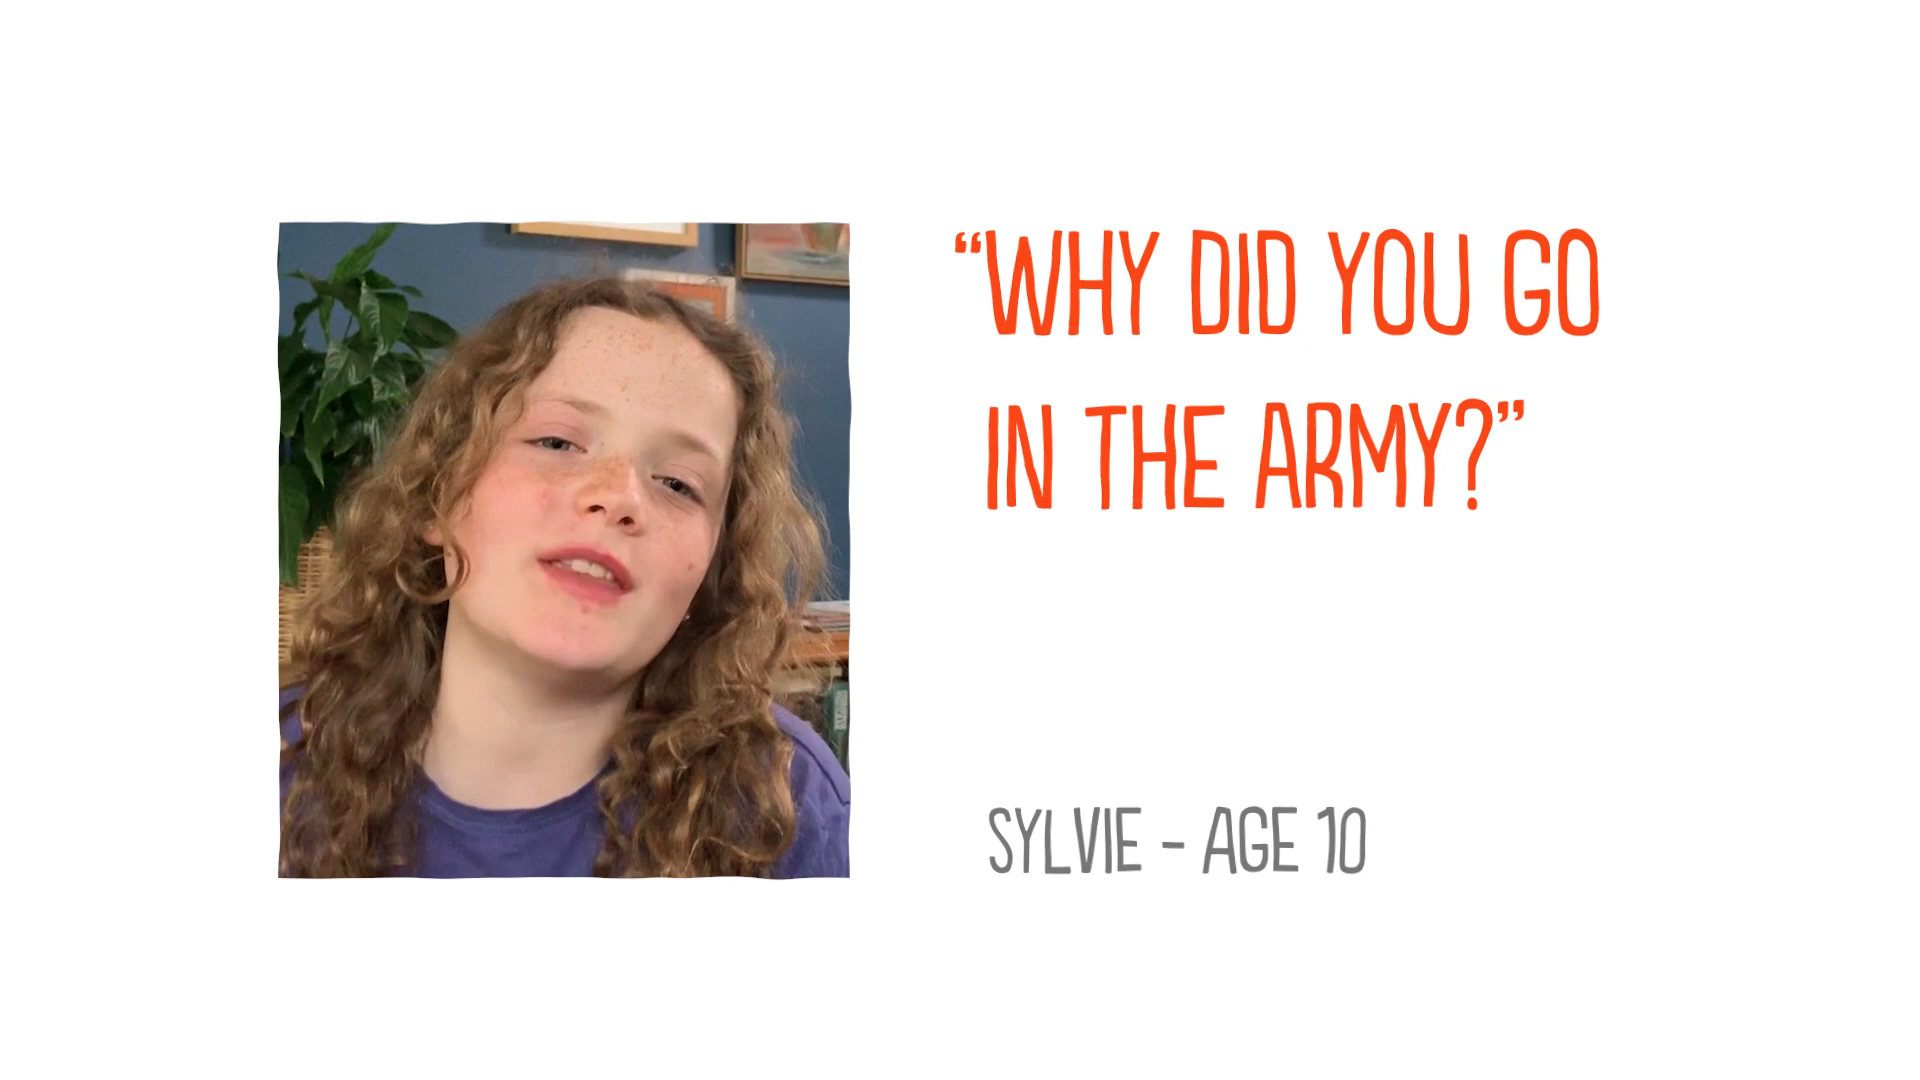 “WHY DID YOU GO
IN THE ARMY?”
SYLVIE - AGE 10